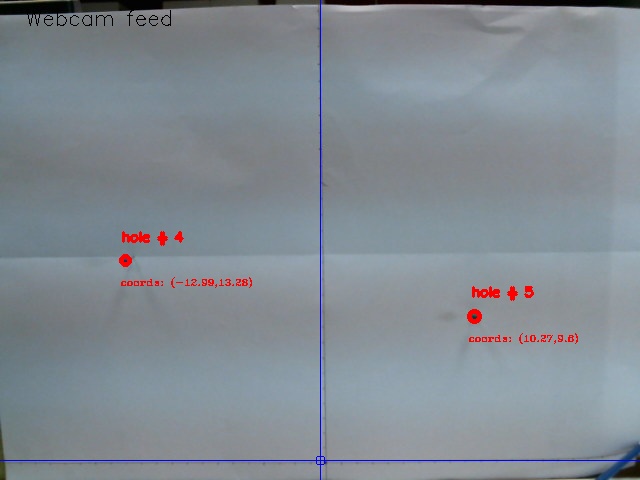 Webcam feed
hole # 4
coords: (-12.99,13.28)
hole # 5
coords: (10.27,9.6)